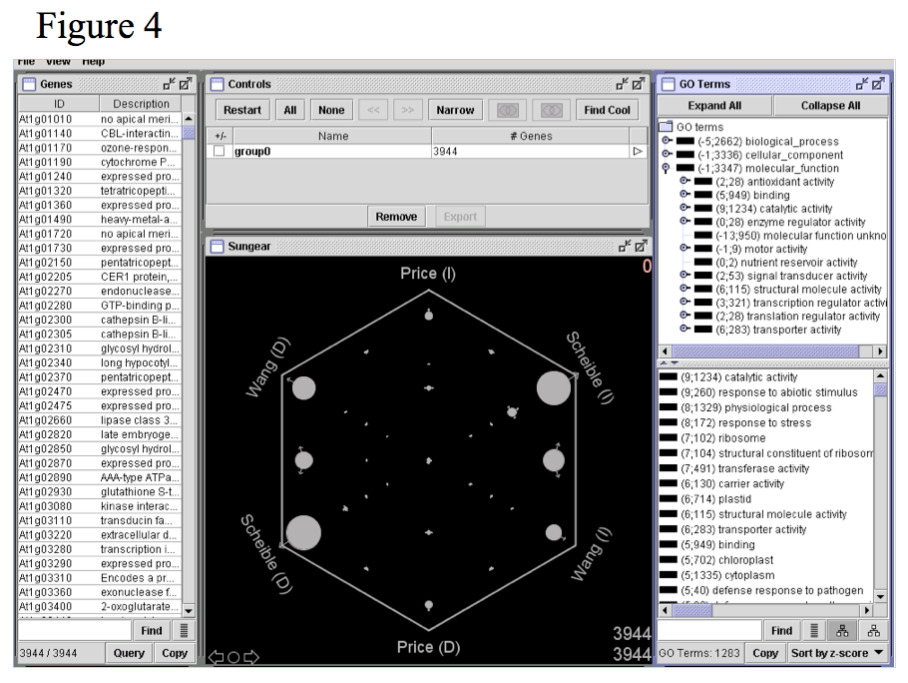 Figure 4
File View Help
Genes
ID Description
At1g01010 no apical meri...
At1g01140 CBL-interactin...
At1g01170 ozone-respon...
At1g01190 cytochrome P...
At1g01240 expressed pro...
At1g01320 tetratricopepti...
At1g01360 expressed pro...
At1g01490 heavy-metal-a...
At1g01720 no apical meri...
At1g01730 expressed pro...
At1g02150 pentatricopept...
At1g02205 CER1 protein,...
At1g02270 endonuclease...
At1g02280 GTP-binding p...
At1g02300 cathepsin B-li...
At1g02305 cathepsin B-li...
At1g02310 glycosyl hydrol...
At1g02340 long hypocotyl...
At1g02370 pentatricopept...
At1g02470 expressed pro...
At1g02475 expressed pro...
At1g02660 lipase class 3...
At1g02820 late embryoge...
At1g02850 glycosyl hydrol...
At1g02870 expressed pro...
At1g02890 AAA-type ATPa...
At1g02930 glutathione S-t...
At1g03080 kinase interac...
At1g03110 transducin fa...
At1g03220 extracellular d...
At1g03280 transcription i...
At1g03290 expressed pro...
At1g03310 Encodes a pr...
At1g03360 exonuclease f...
At1g03400 2-oxoglutarate...
Find
3944 / 3944 Query Copy
Controls
Restart All None << >> Narrow Find Cool
+/- Name # Genes
group0 3944
Remove Export
Sungear
0
Price (I)
Wang (D)
Scheible (I)
Scheible (D)
Wang (I)
Price (D)
3944
3944
GO Terms
Expand All Collapse All
GO terms
(-5;2662) biological_process
(-1;3336) cellular_component
(-1;3347) molecular_function
(2;28) antioxidant activity
(5;949) binding
(9;1234) catalytic activity
(0;28) enzyme regulator activity
(-13;950) molecular function unkno
(-1;9) motor activity
(0;2) nutrient reservoir activity
(2;53) signal transducer activity
(6;115) structural molecule activity
(3;321) transcription regulator activi
(2;28) translation regulator activity
(6;283) transporter activity
(9;1234) catalytic activity
(9;260) response to abiotic stimulus
(8;1329) physiological process
(8;172) response to stress
(7;102) ribosome
(7;104) structural constituent of ribosom
(7;491) transferase activity
(6;130) carrier activity
(6;714) plastid
(6;115) structural molecule activity
(6;283) transporter activity
(5;949) binding
(5;702) chloroplast
(5;1335) cytoplasm
(5;40) defense response to pathogen
Find
GO Terms: 1283 Copy Sort by z-score